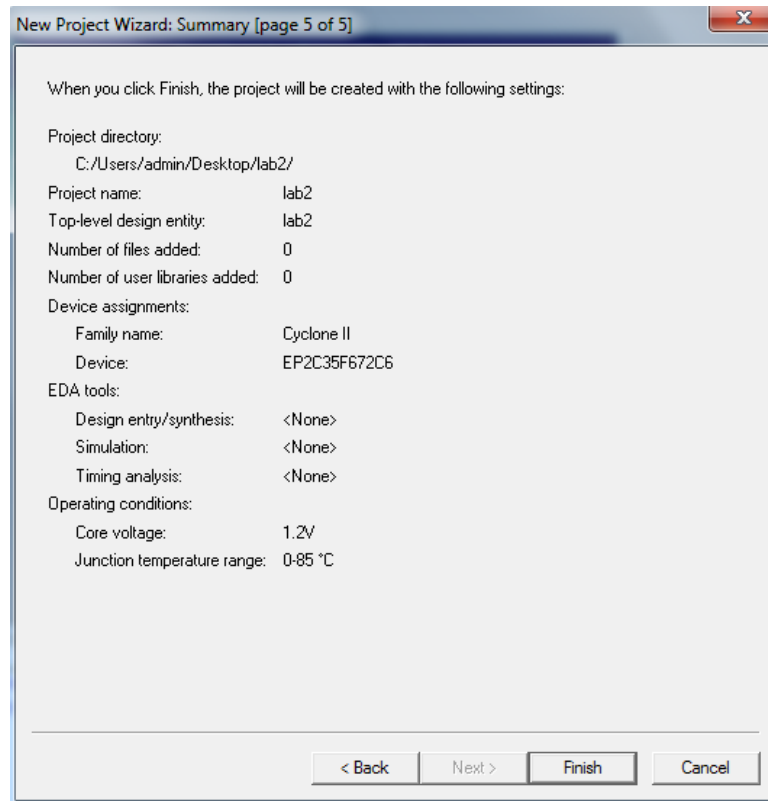 New Project Wizard: Summary [page 5 of 5]
When you click Finish, the project will be created with the following settings:
Project directory:
C:/Users/admin/Desktop/lab2/
Project name: lab2
Top-level design entity: lab2
Number of files added: 0
Number of user libraries added: 0
Device assignments:
Family name: Cyclone II
Device: EP2C35F672C6
EDA tools:
Design entry/synthesis: <None>
Simulation: <None>
Timing analysis: <None>
Operating conditions:
Core voltage: 1.2V
Junction temperature range: 0-85 °C
< Back Next > Finish Cancel